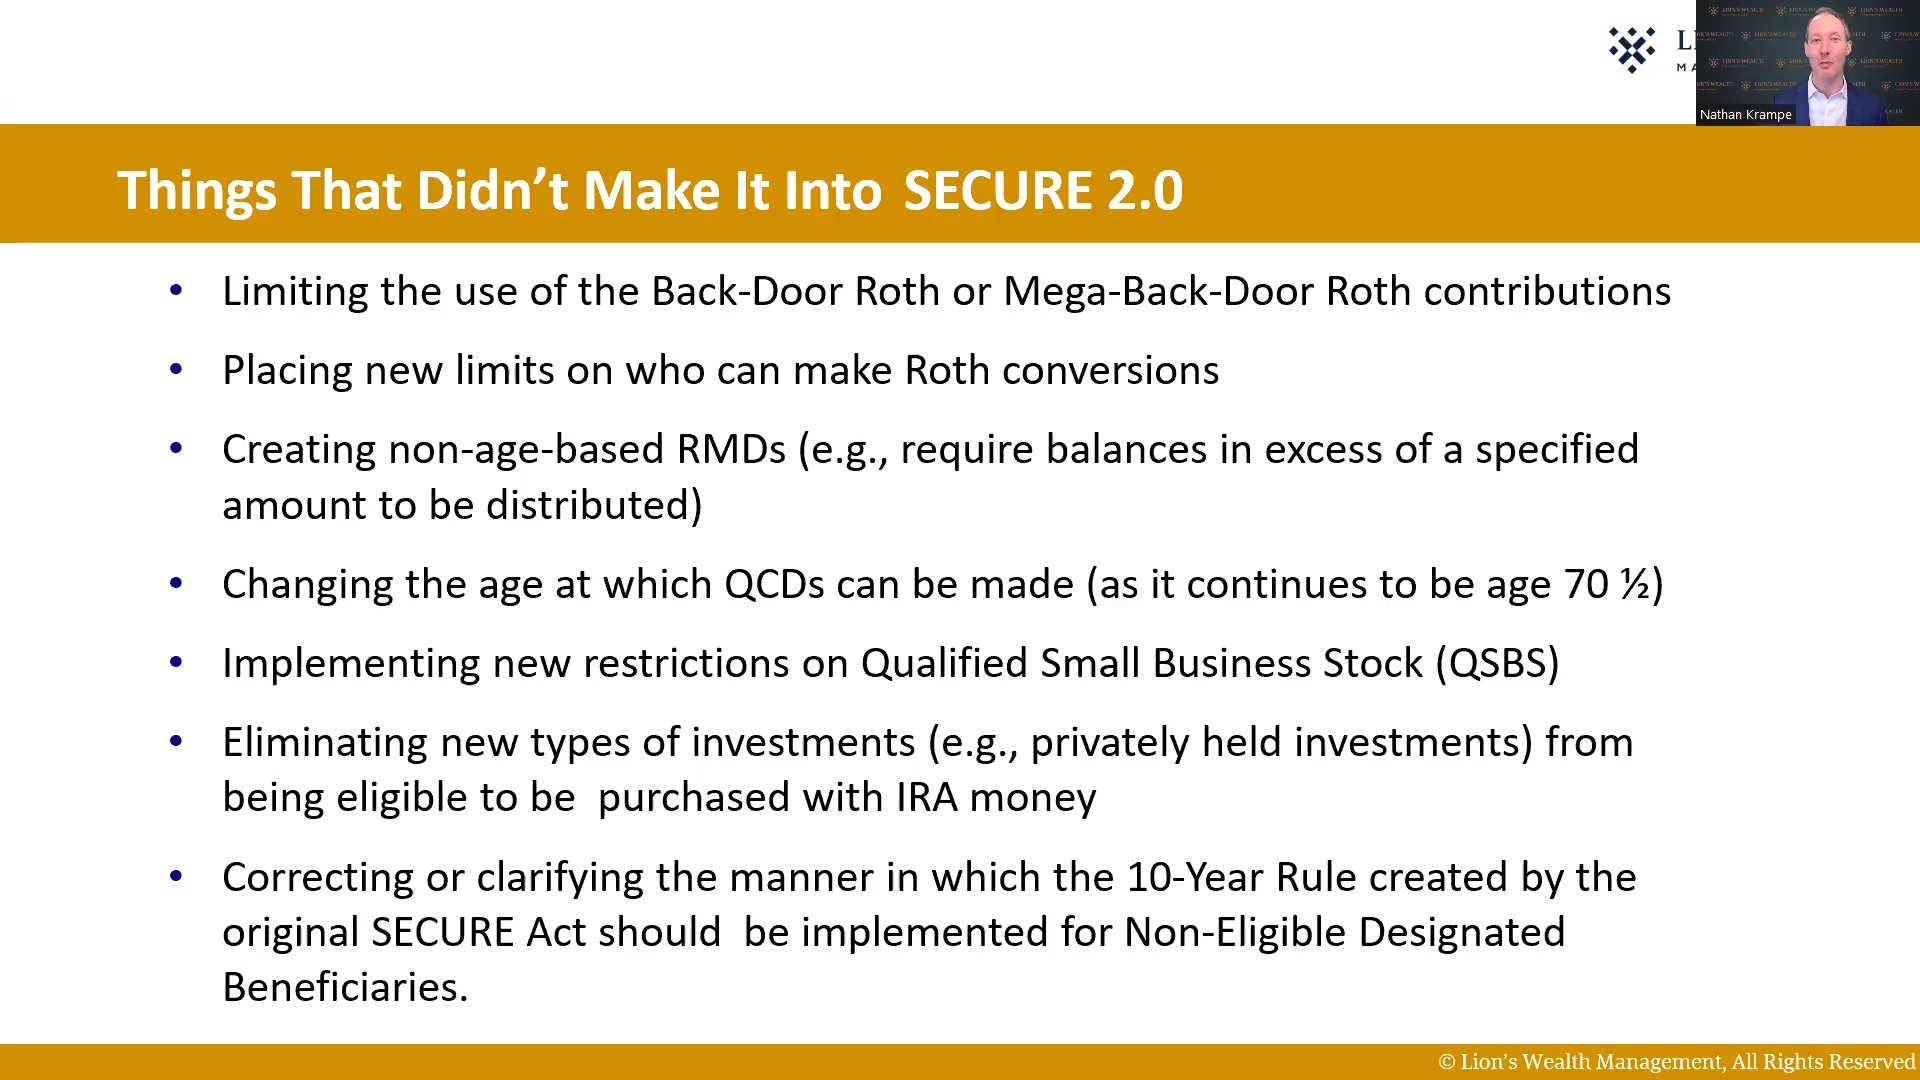 L
MA
Nathan Krampe
Things That Didn’t Make It Into SECURE 2.0
• Limiting the use of the Back-Door Roth or Mega-Back-Door Roth contributions
• Placing new limits on who can make Roth conversions
• Creating non-age-based RMDs (e.g., require balances in excess of a specified
amount to be distributed)
• Changing the age at which QCDs can be made (as it continues to be age 70 ½)
• Implementing new restrictions on Qualified Small Business Stock (QSBS)
• Eliminating new types of investments (e.g., privately held investments) from
being eligible to be  purchased with IRA money
• Correcting or clarifying the manner in which the 10-Year Rule created by the
original SECURE Act should  be implemented for Non-Eligible Designated
Beneficiaries.
© Lion’s Wealth Management, All Rights Reserved